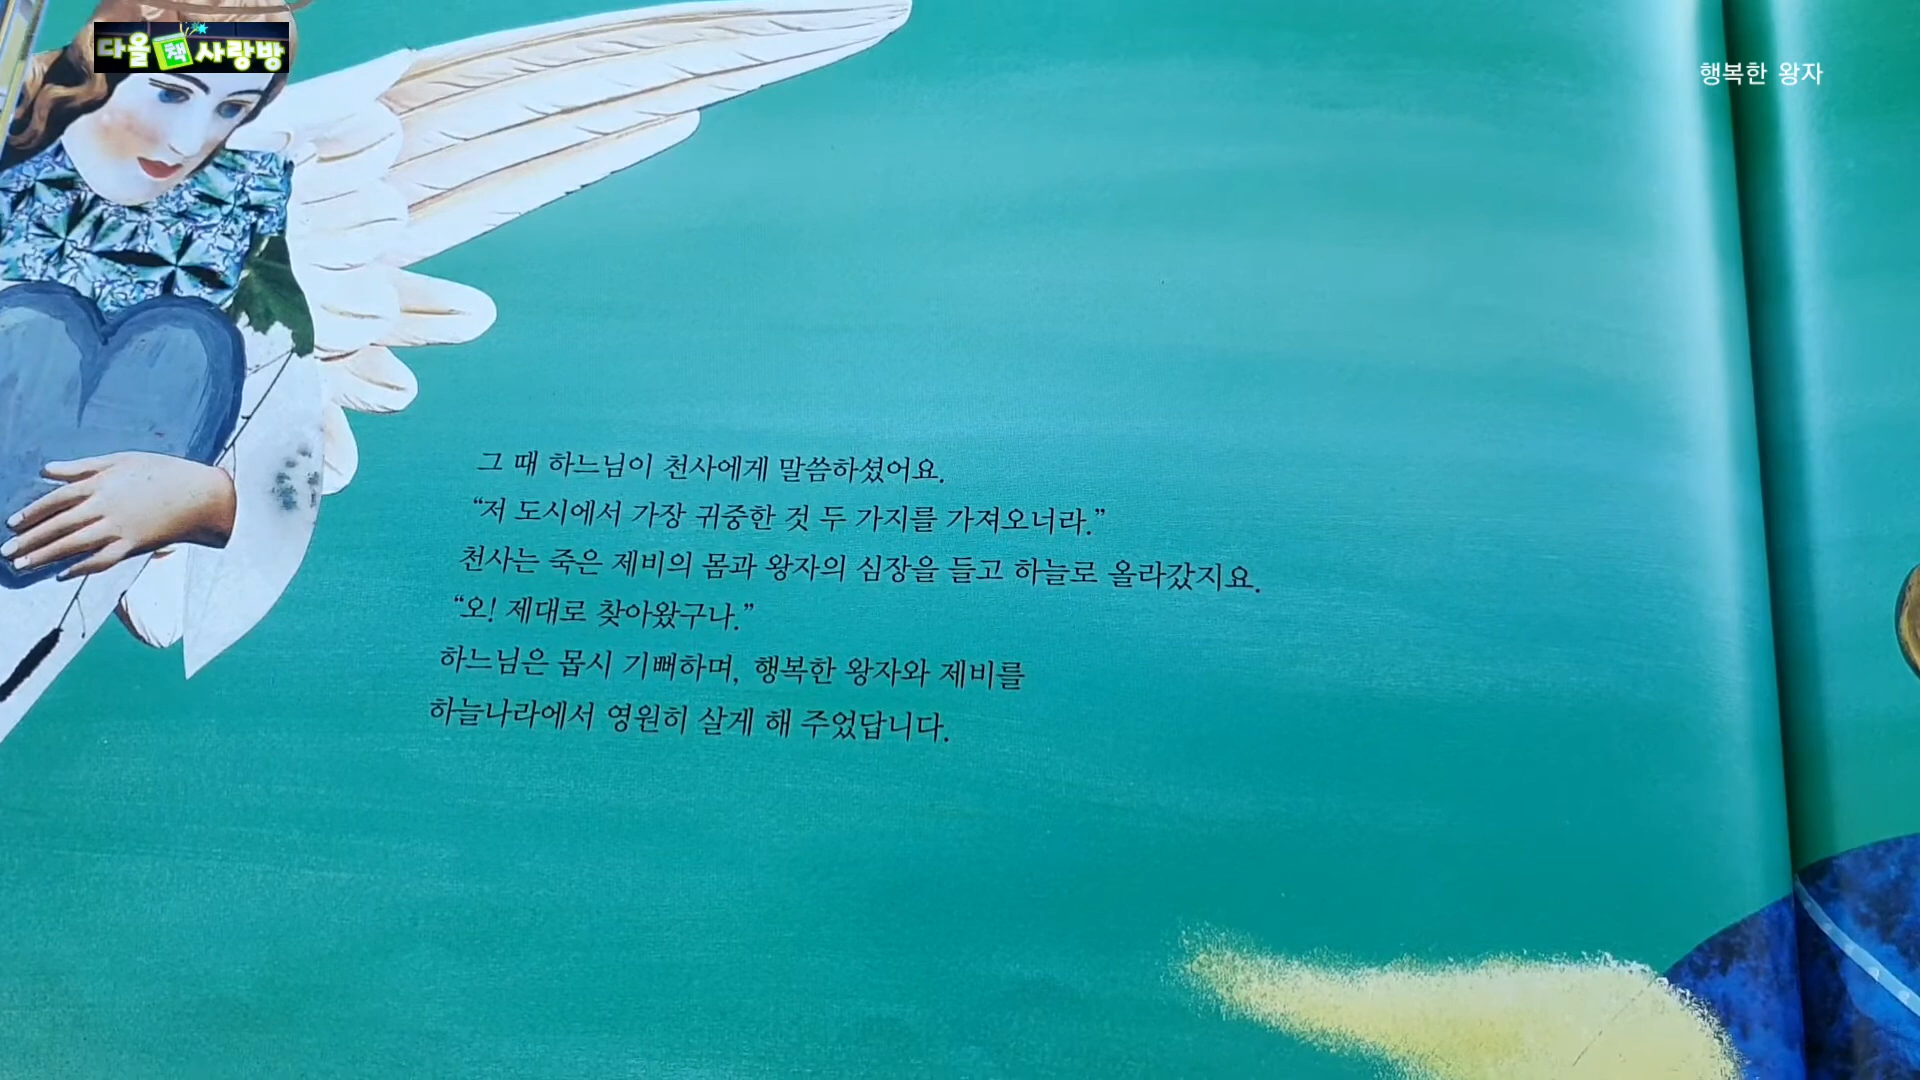 다올 책 사랑방
행복한 왕자
그 때 하느님이 천사에게 말씀하셨어요.
“저 도시에서 가장 귀중한 것 두 가지를 가져오너라.”
천사는 죽은 제비의 몸과 왕자의 심장을 들고 하늘로 올라갔지요.
“오! 제대로 찾아왔구나.”
하느님은 몹시 기뻐하며, 행복한 왕자와 제비를
하늘나라에서 영원히 살게 해 주었답니다.